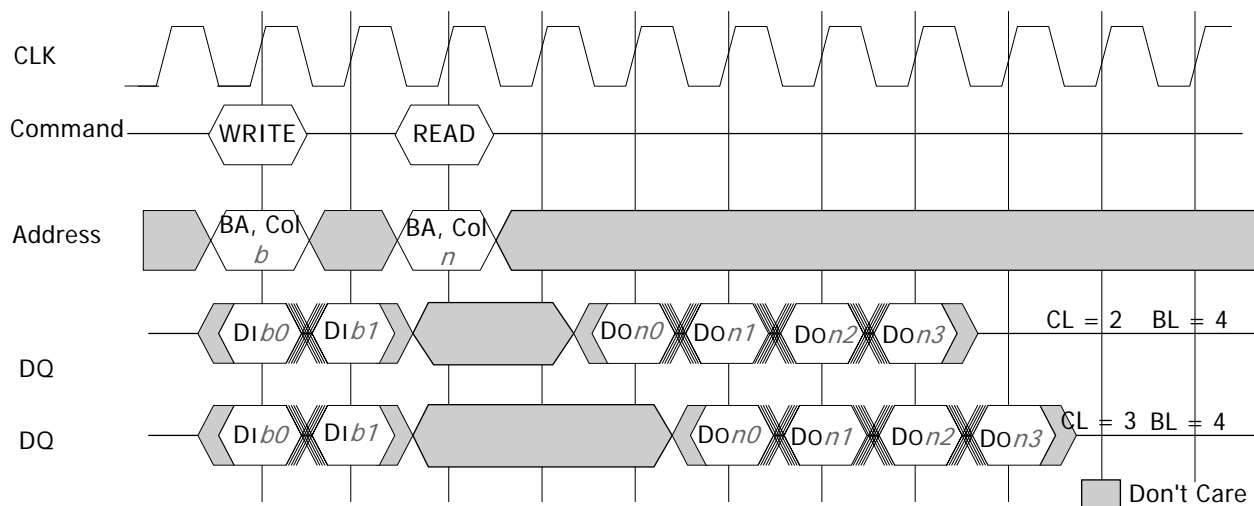 CLK
Command
WRITE
READ
Address
BA, Col
b
BA, Col
n
DQ
DIb0
DIb1
DOn0
DOn1
DOn2
DOn3
CL = 2 BL = 4
DQ
DIb0
DIb1
DOn0
DOn1
DOn2
DOn3
CL = 3 BL = 4
Don't Care